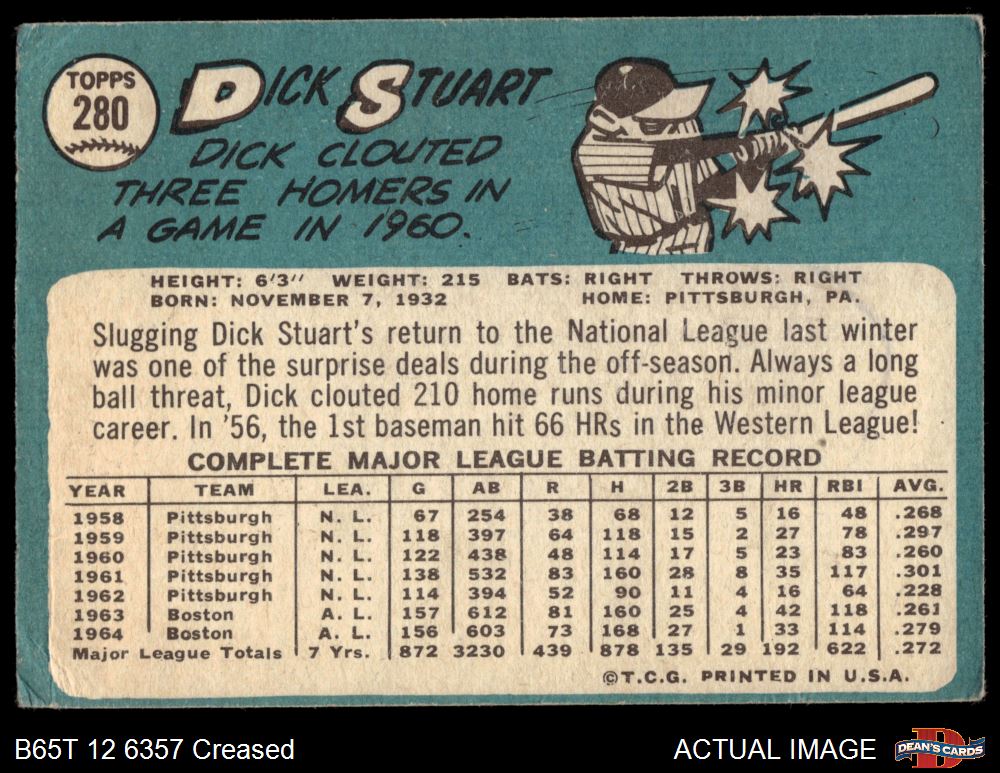 TOPPS
280
DICK STUART
DICK CLOUTED
THREE HOMERS IN
A GAME IN 1960.
HEIGHT: 6'3" WEIGHT: 215 BATS: RIGHT THROWS: RIGHT
BORN: NOVEMBER 7, 1932 HOME: PITTSBURGH, PA.
Slugging Dick Stuart's return to the National League last winter
was one of the surprise deals during the off-season. Always a long
ball threat, Dick clouted 210 home runs during his minor league
career. In '56, the 1st baseman hit 66 HRs in the Western League!
COMPLETE MAJOR LEAGUE BATTING RECORD
YEAR TEAM LEA. G AB R H 2B 3B HR RBI AVG.
1958 Pittsburgh N. L. 67 254 38 68 12 5 16 48 .268
1959 Pittsburgh N. L. 118 397 64 118 15 2 27 78 .297
1960 Pittsburgh N. L. 122 438 48 114 17 5 23 83 .260
1961 Pittsburgh N. L. 138 532 83 160 28 8 35 117 .301
1962 Pittsburgh N. L. 114 394 52 90 11 4 16 64 .228
1963 Boston A. L. 157 612 81 160 25 4 42 118 .261
1964 Boston A. L. 156 603 73 168 27 1 33 114 .279
Major League Totals 7 Yrs. 872 3230 439 878 135 29 192 622 .272
©T.C.G. PRINTED IN U.S.A.
B65T 12 6357 Creased ACTUAL IMAGE DEAN'S CARDS